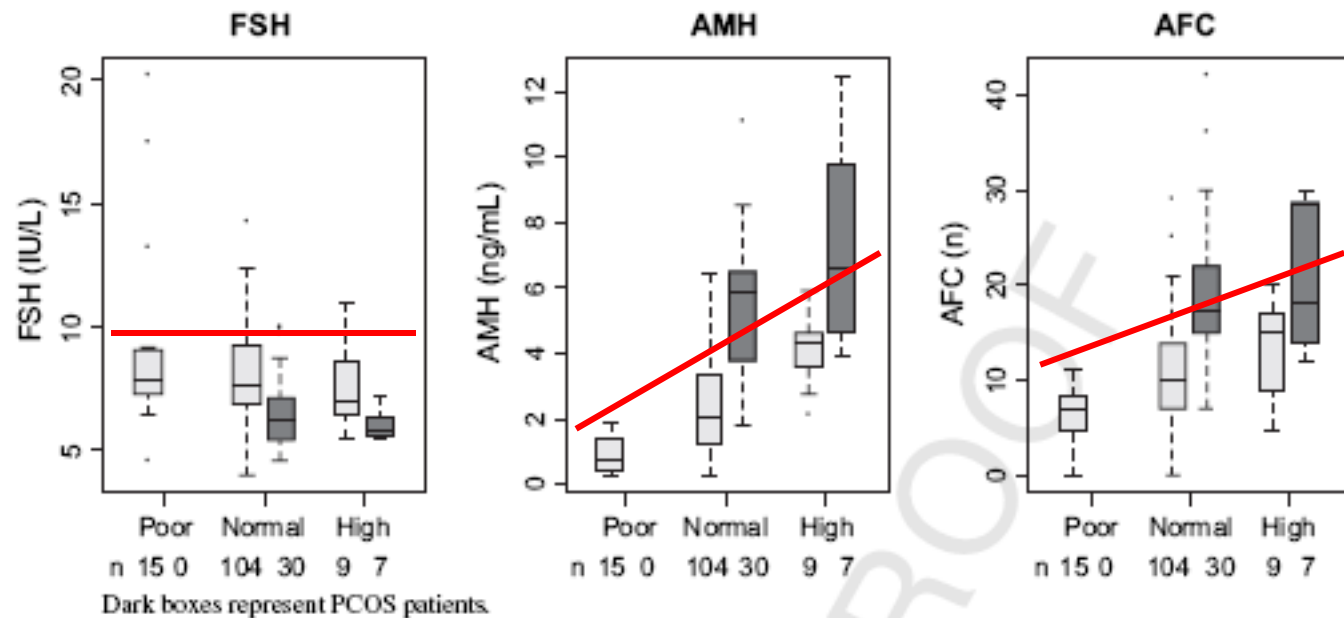 FSH
AMH
AFC
FSH (IU/L)
20
15
10
5
AMH (ng/mL)
12
10
8
6
4
2
0
AFC (n)
40
30
20
10
0
Poor Normal High
n 15 0 104 30 9 7
Poor Normal High
n 15 0 104 30 9 7
Poor Normal High
n 15 0 104 30 9 7
Dark boxes represent PCOS patients.
ROOF